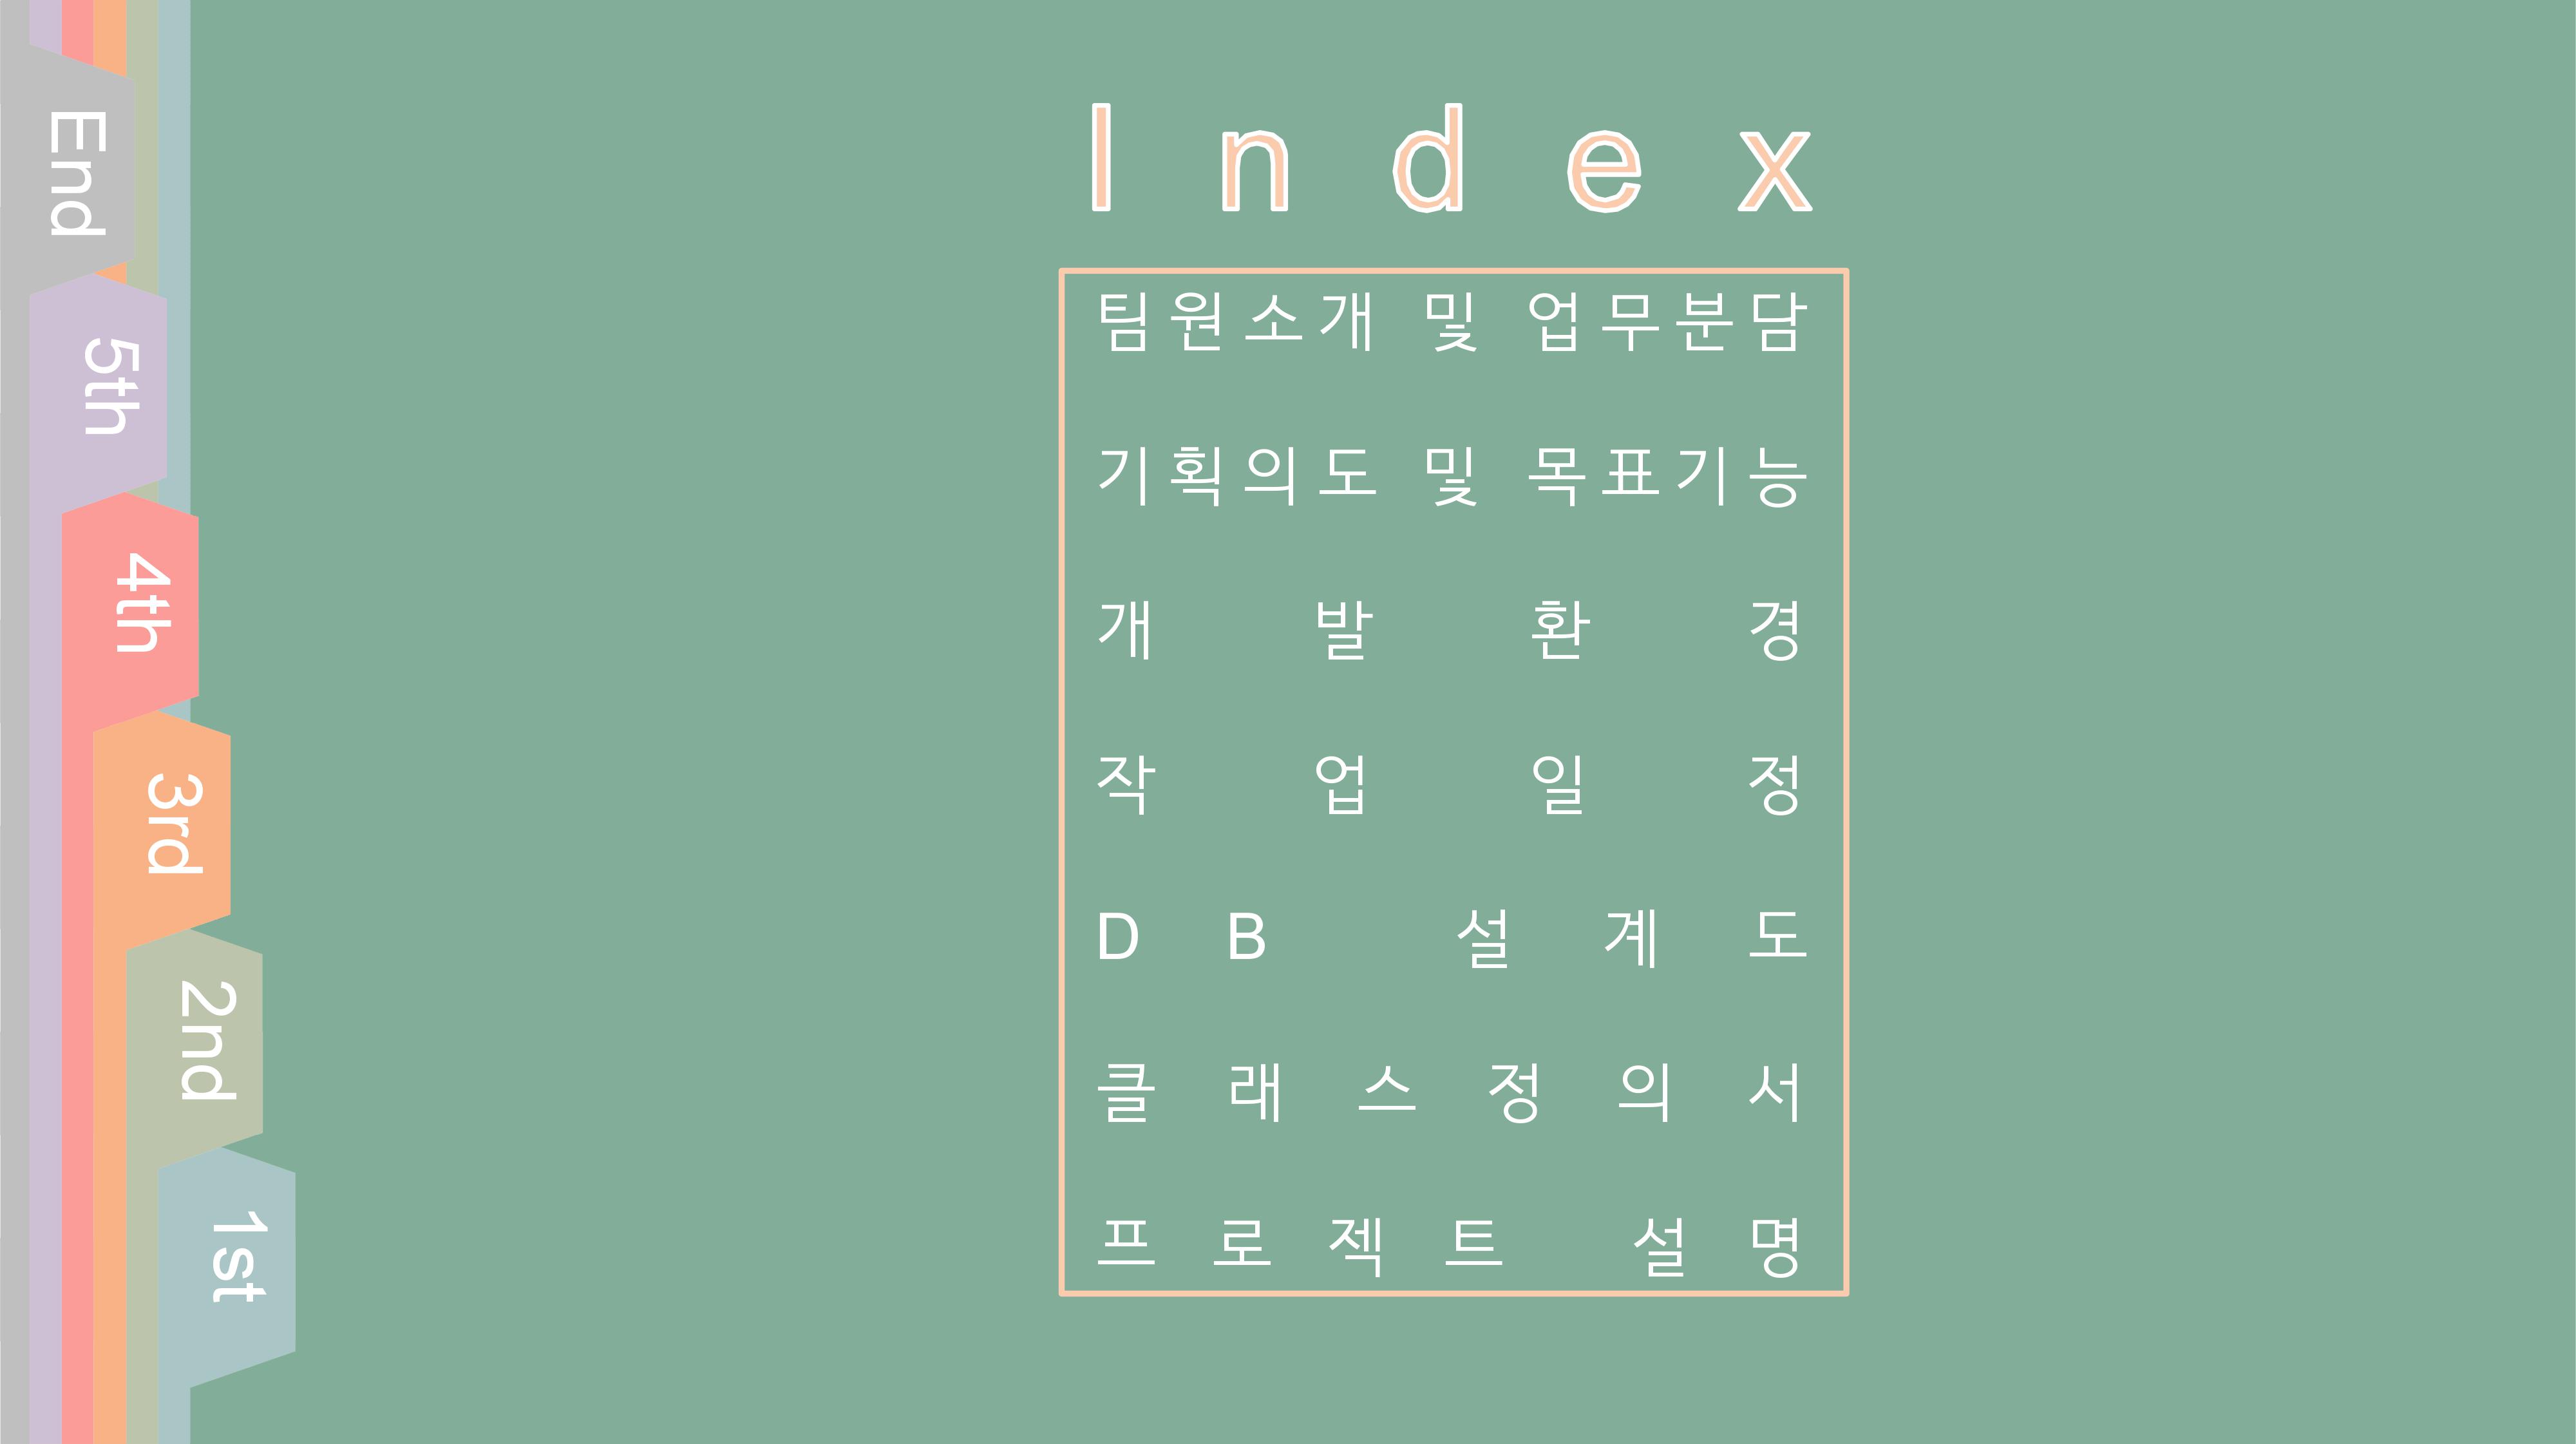 Index
팀원소개 및 업무분담
기획의도 및 목표기능
개발환경
작업일정
DB 설계도
클래스정의서
프로젝트 설명
End
5th
4th
3rd
2nd
1st